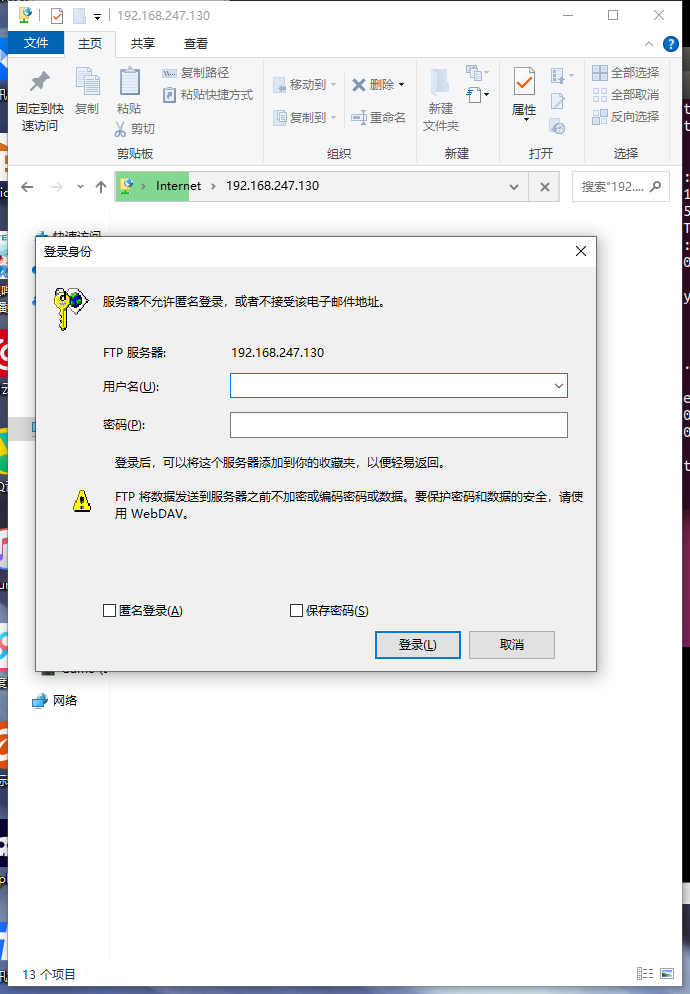 192.168.247.130
文件 主页 共享 查看
固定到快速访问
复制
粘贴
复制路径
粘贴快捷方式
剪切
剪贴板
移动到
复制到
删除
重命名
组织
新建
文件夹
新建
属性
打开
全部选择
全部取消
反向选择
选择
Internet 192.168.247.130
搜索"192....
快速访问
登录身份
服务器不允许匿名登录，或者不接受该电子邮件地址。
FTP 服务器: 192.168.247.130
用户名(U):
密码(P):
登录后，可以将这个服务器添加到你的收藏夹，以便轻易返回。
FTP 将数据发送到服务器之前不加密或编码密码或数据。要保护密码和数据的安全，请使
用 WebDAV。
匿名登录(A) 保存密码(S)
登录(L) 取消
网络
13 个项目